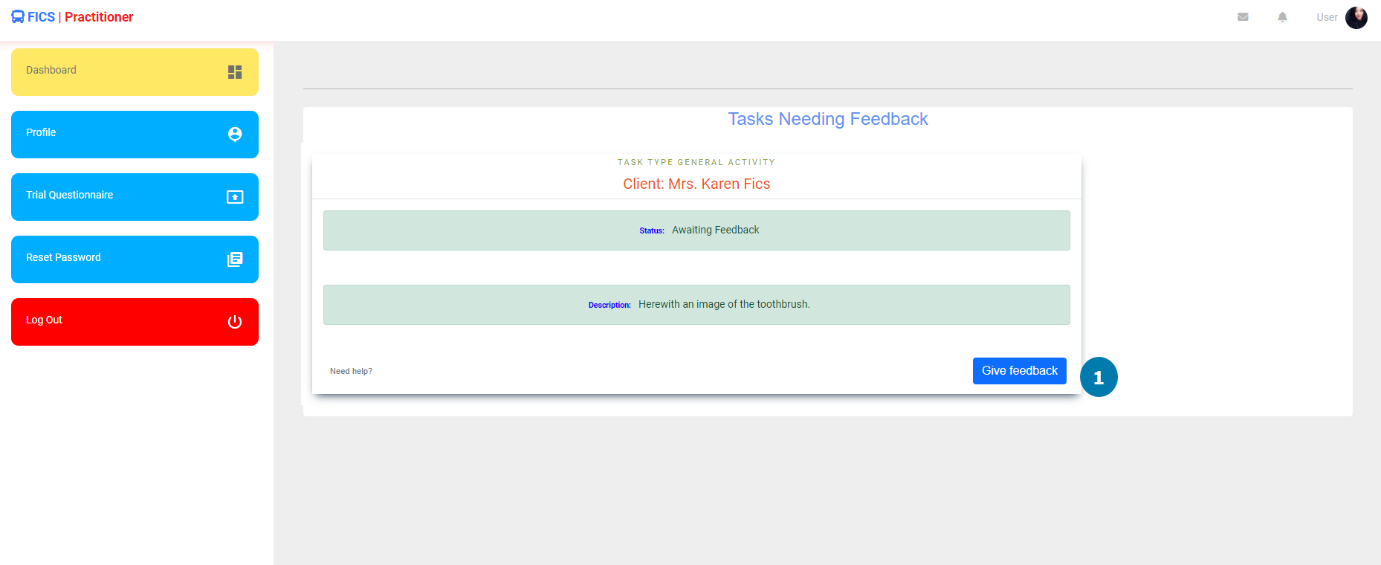 FICS | Practitioner
User
Dashboard
Profile
Trial Questionnaire
Reset Password
Log Out
Tasks Needing Feedback
TASK TYPE GENERAL ACTIVITY
Client: Mrs. Karen Fics
Status: Awaiting Feedback
Description: Herewith an image of the toothbrush.
Need help?
Give feedback
1